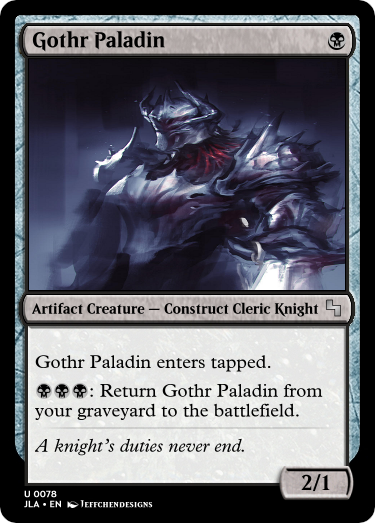 Gothr Paladin
Artifact Creature — Construct Cleric Knight
Gothr Paladin enters tapped.
: Return Gothr Paladin from
your graveyard to the battlefield.
A knight's duties never end.
2/1
U 0078
JLA • EN Jeffchendesigns